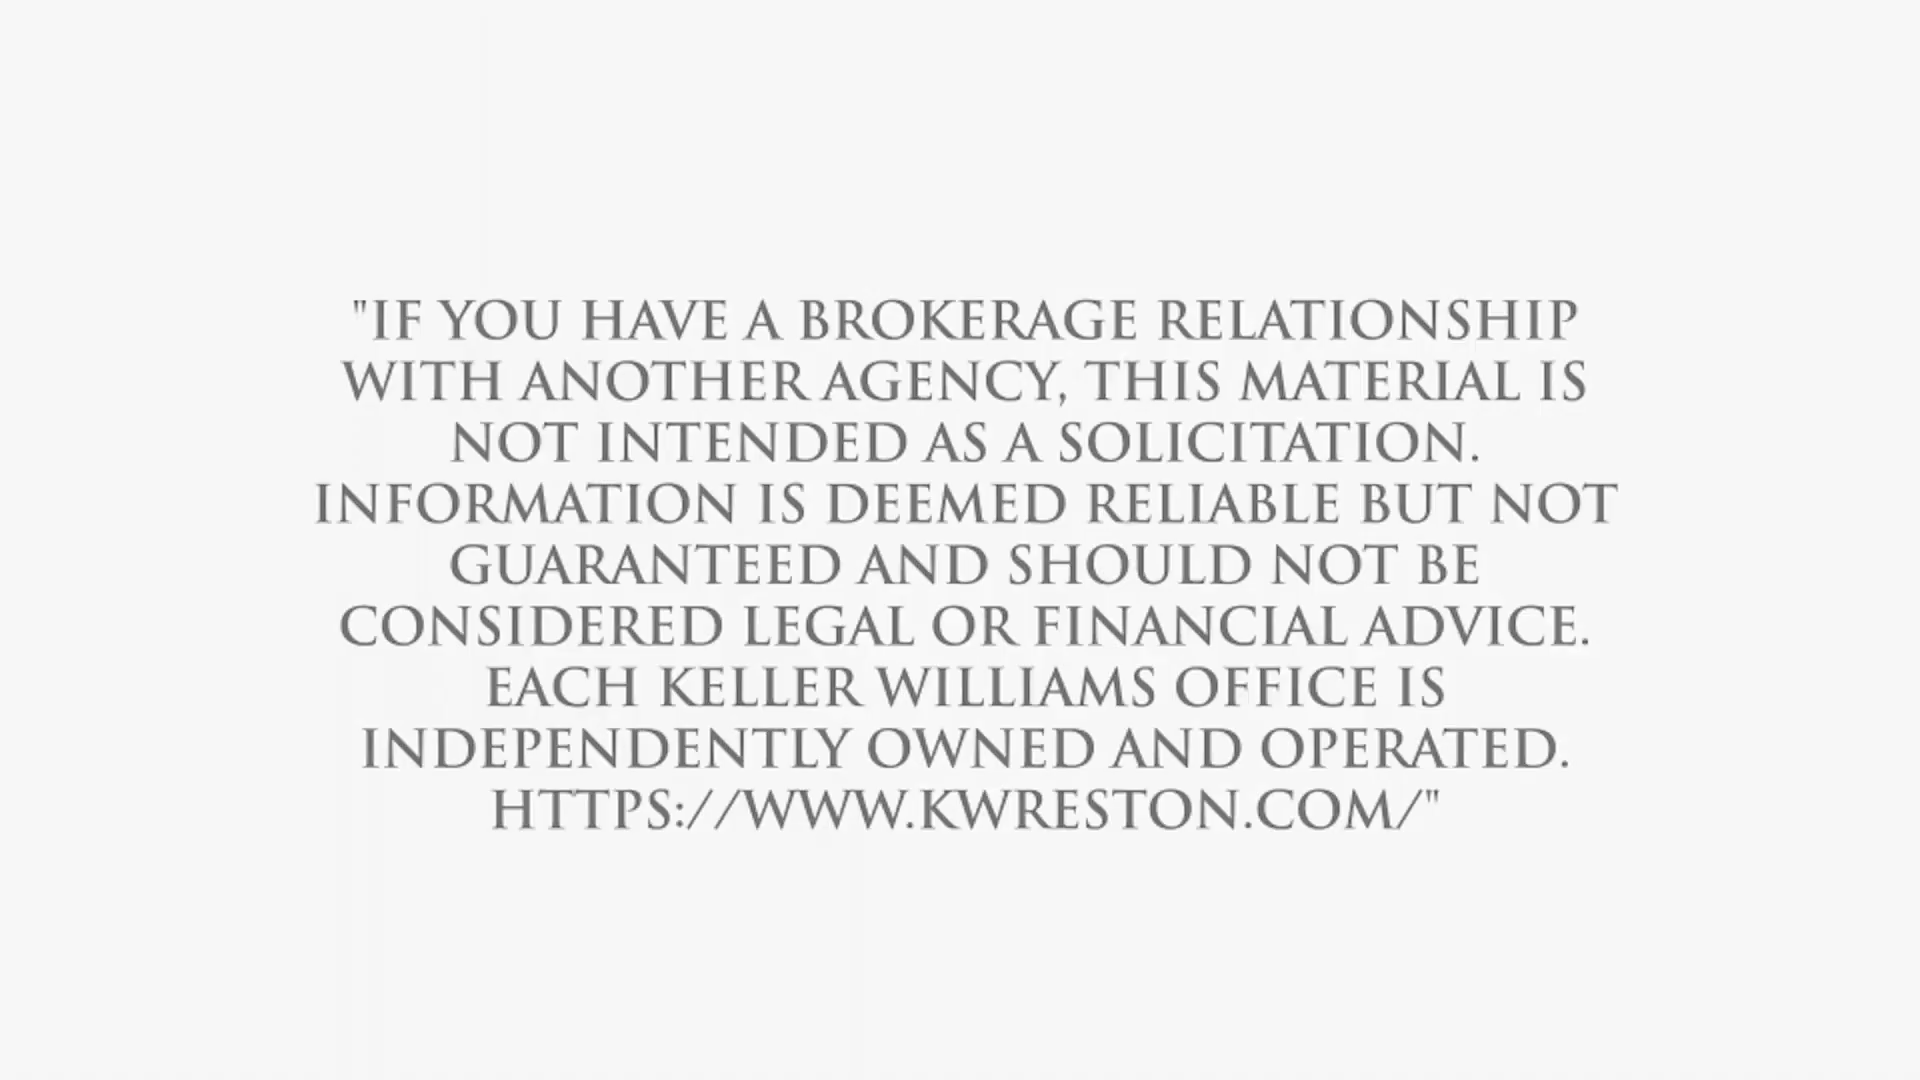 "IF YOU HAVE A BROKERAGE RELATIONSHIP
WITH ANOTHER AGENCY, THIS MATERIAL IS
NOT INTENDED AS A SOLICITATION.
INFORMATION IS DEEMED RELIABLE BUT NOT
GUARANTEED AND SHOULD NOT BE
CONSIDERED LEGAL OR FINANCIAL ADVICE.
EACH KELLER WILLIAMS OFFICE IS
INDEPENDENTLY OWNED AND OPERATED.
HTTPS://WWW.KWRESTON.COM/"